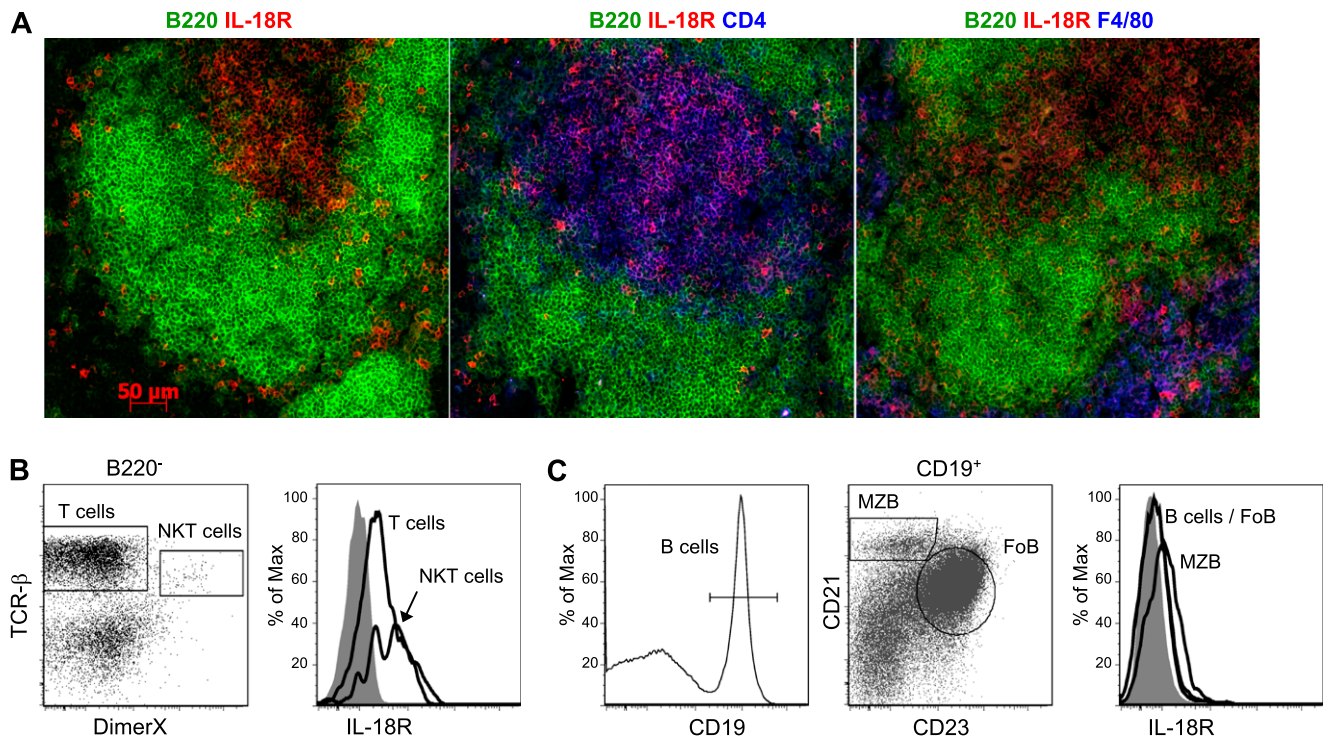 A
B220 IL-18R
B220 IL-18R CD4
B220 IL-18R F4/80
50 µm
B
B220-
T cells
NKT cells
TCR-β
DimerX
100
80
60
40
20
% of Max
T cells
NKT cells
IL-18R
C
100
80
60
40
20
% of Max
B cells
CD19
CD19+
MZB
FoB
CD21
CD23
100
80
60
40
20
% of Max
B cells / FoB
MZB
IL-18R